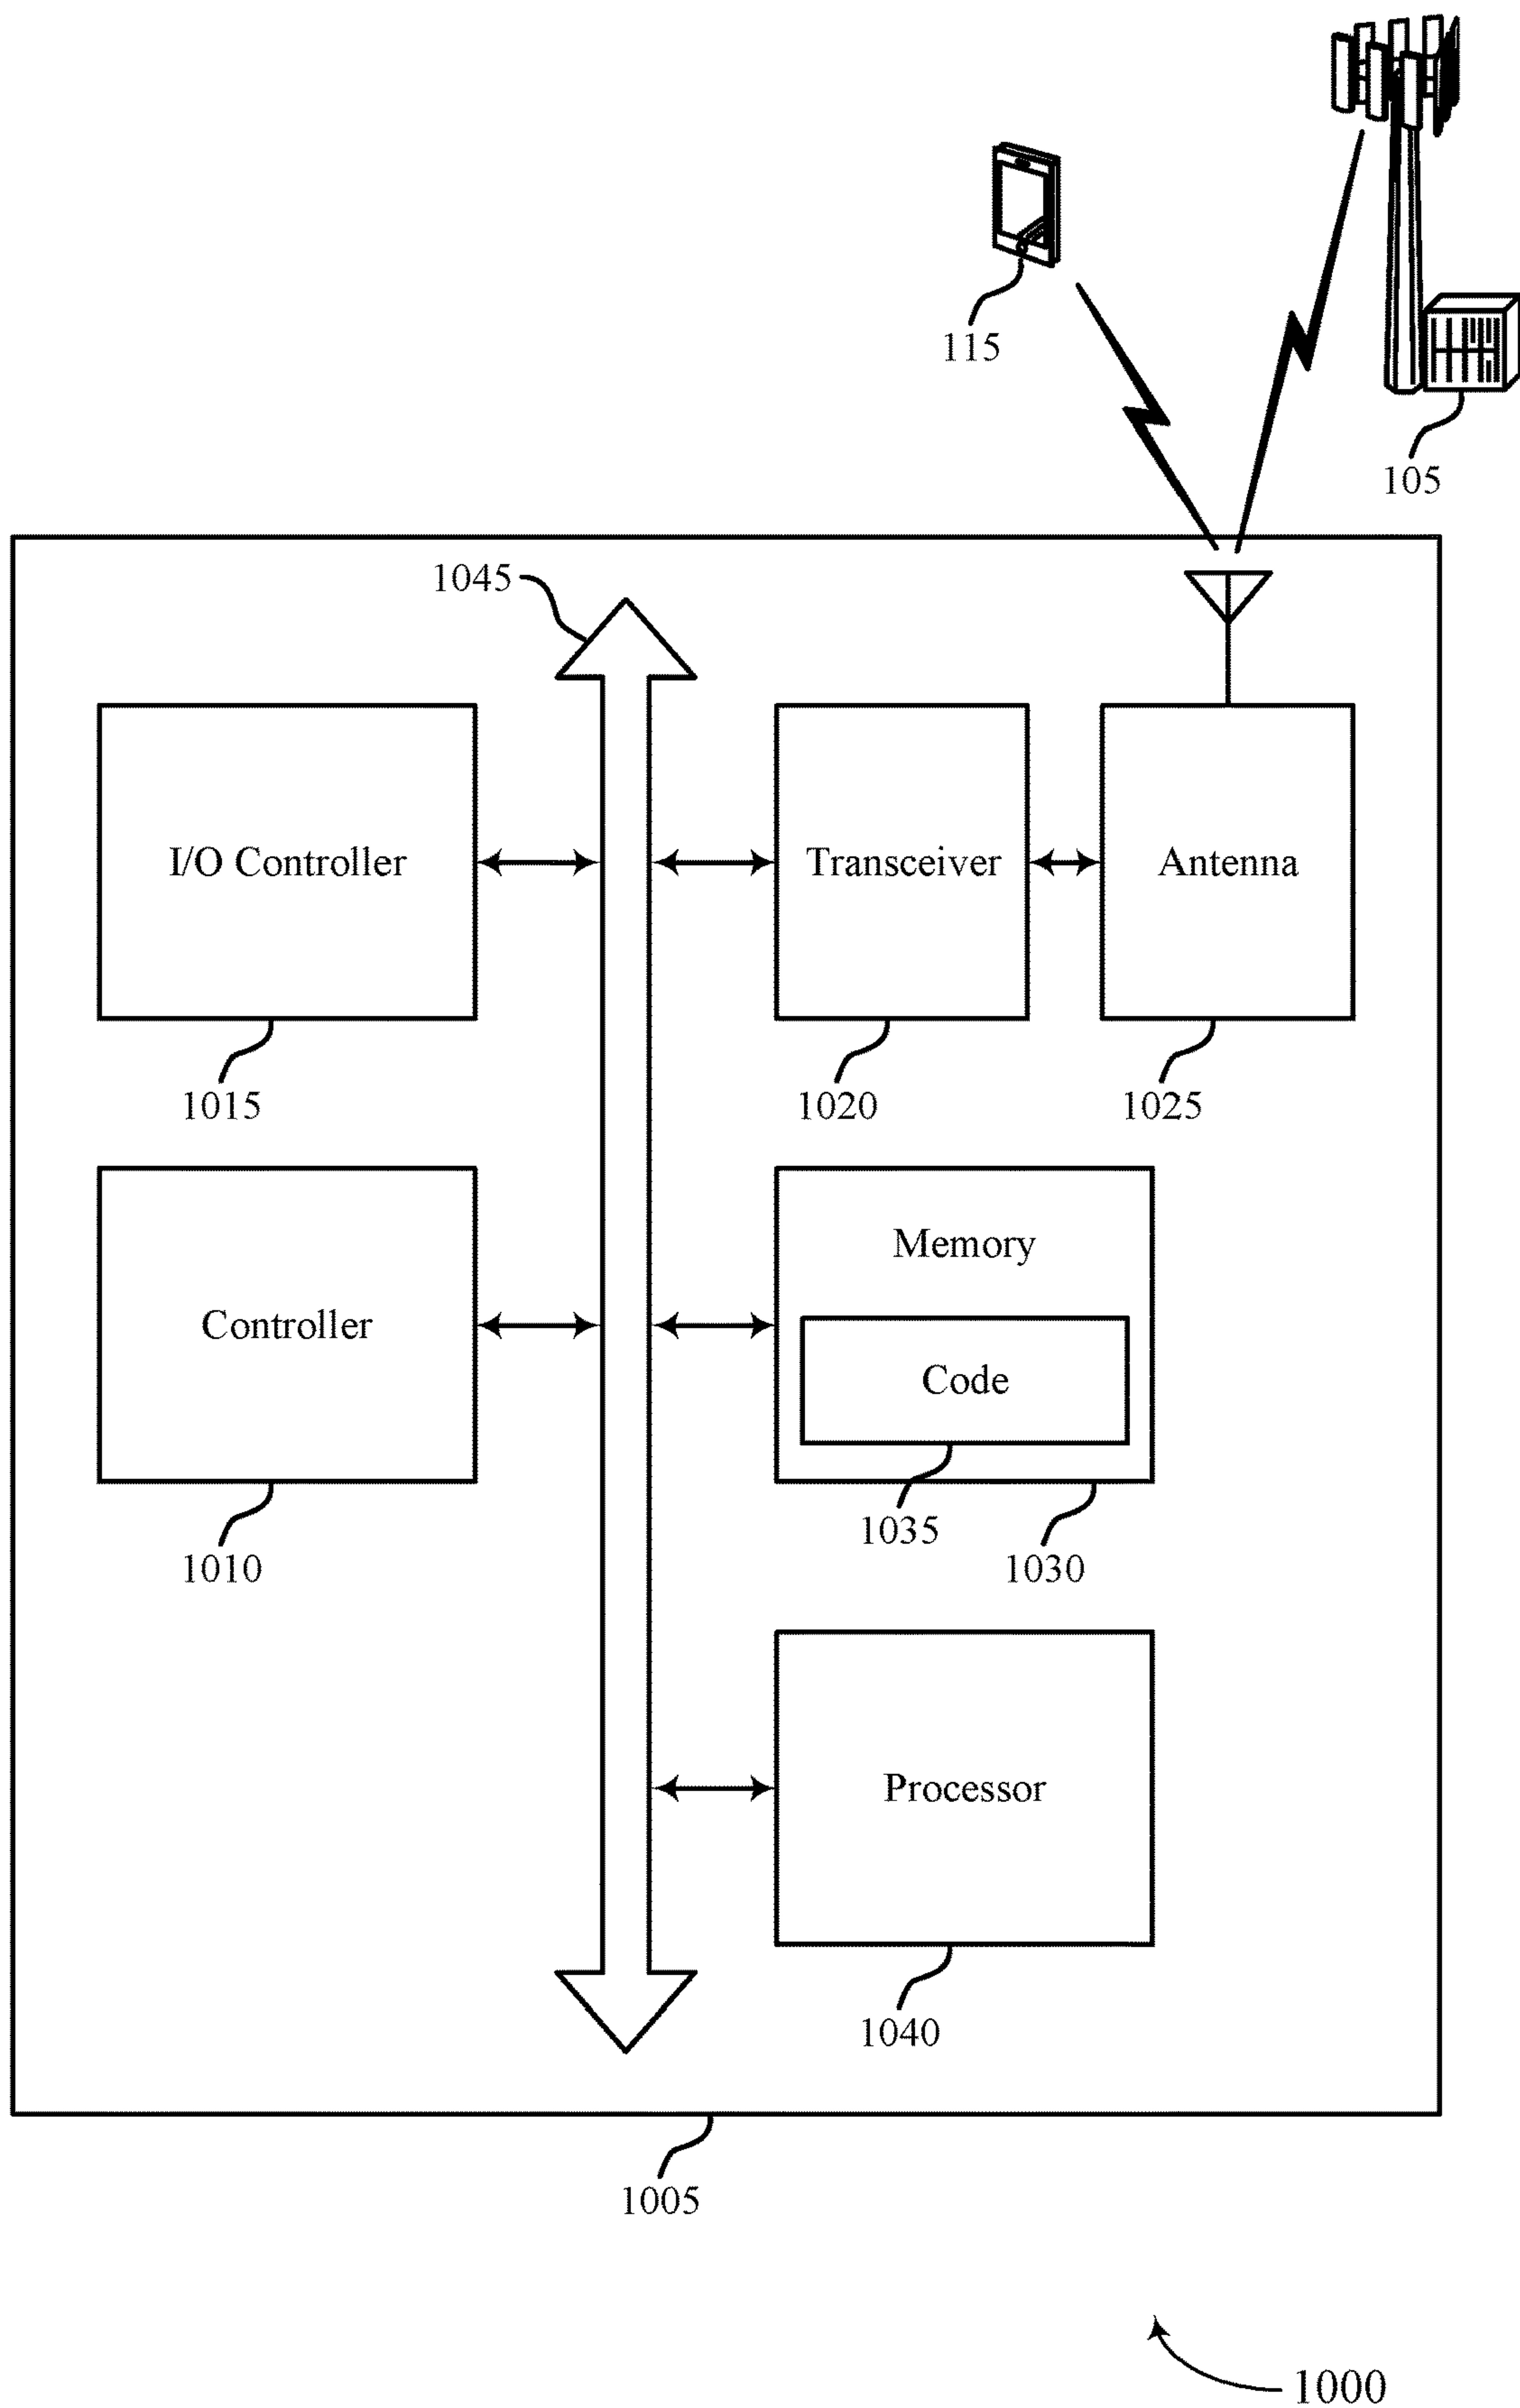 115
105
1045
I/O Controller
Transceiver
Antenna
1015
1020
1025
Memory
Controller
Code
1035
1010
1030
Processor
1040
1005
1000